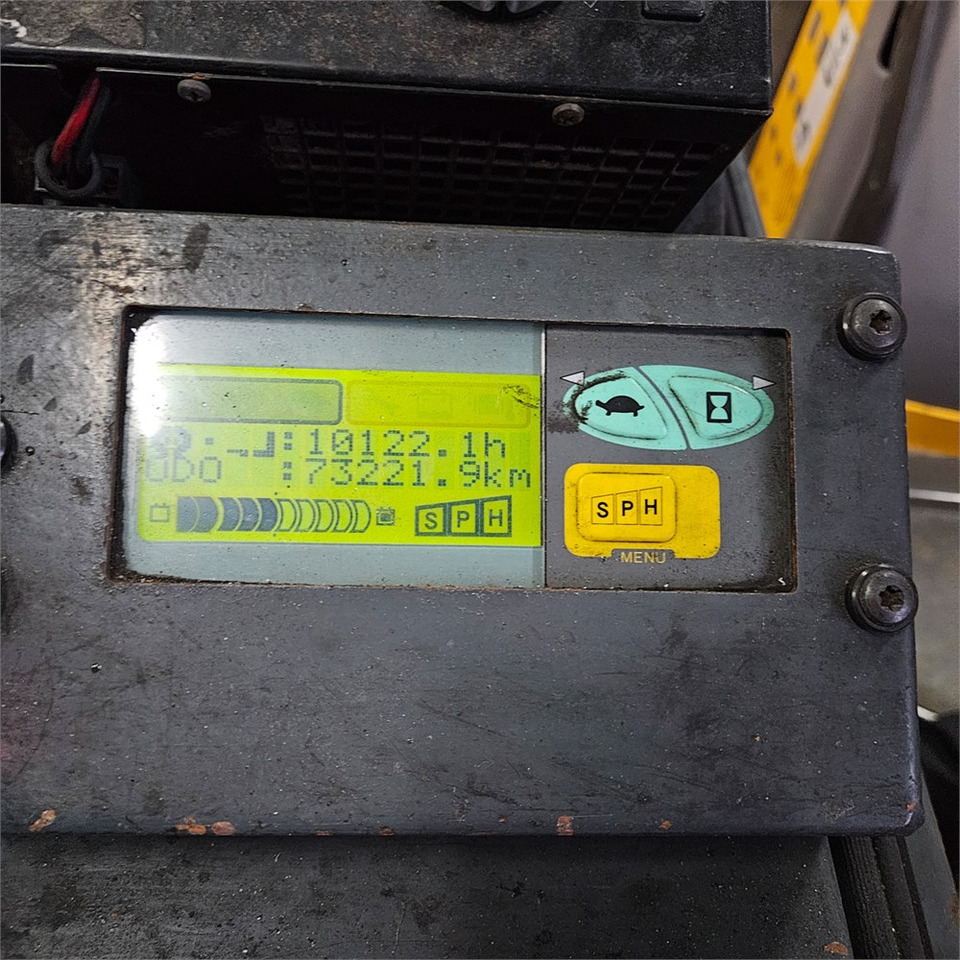 :10122.1h
ODO :73221.9km
SPH
SPH
MENU